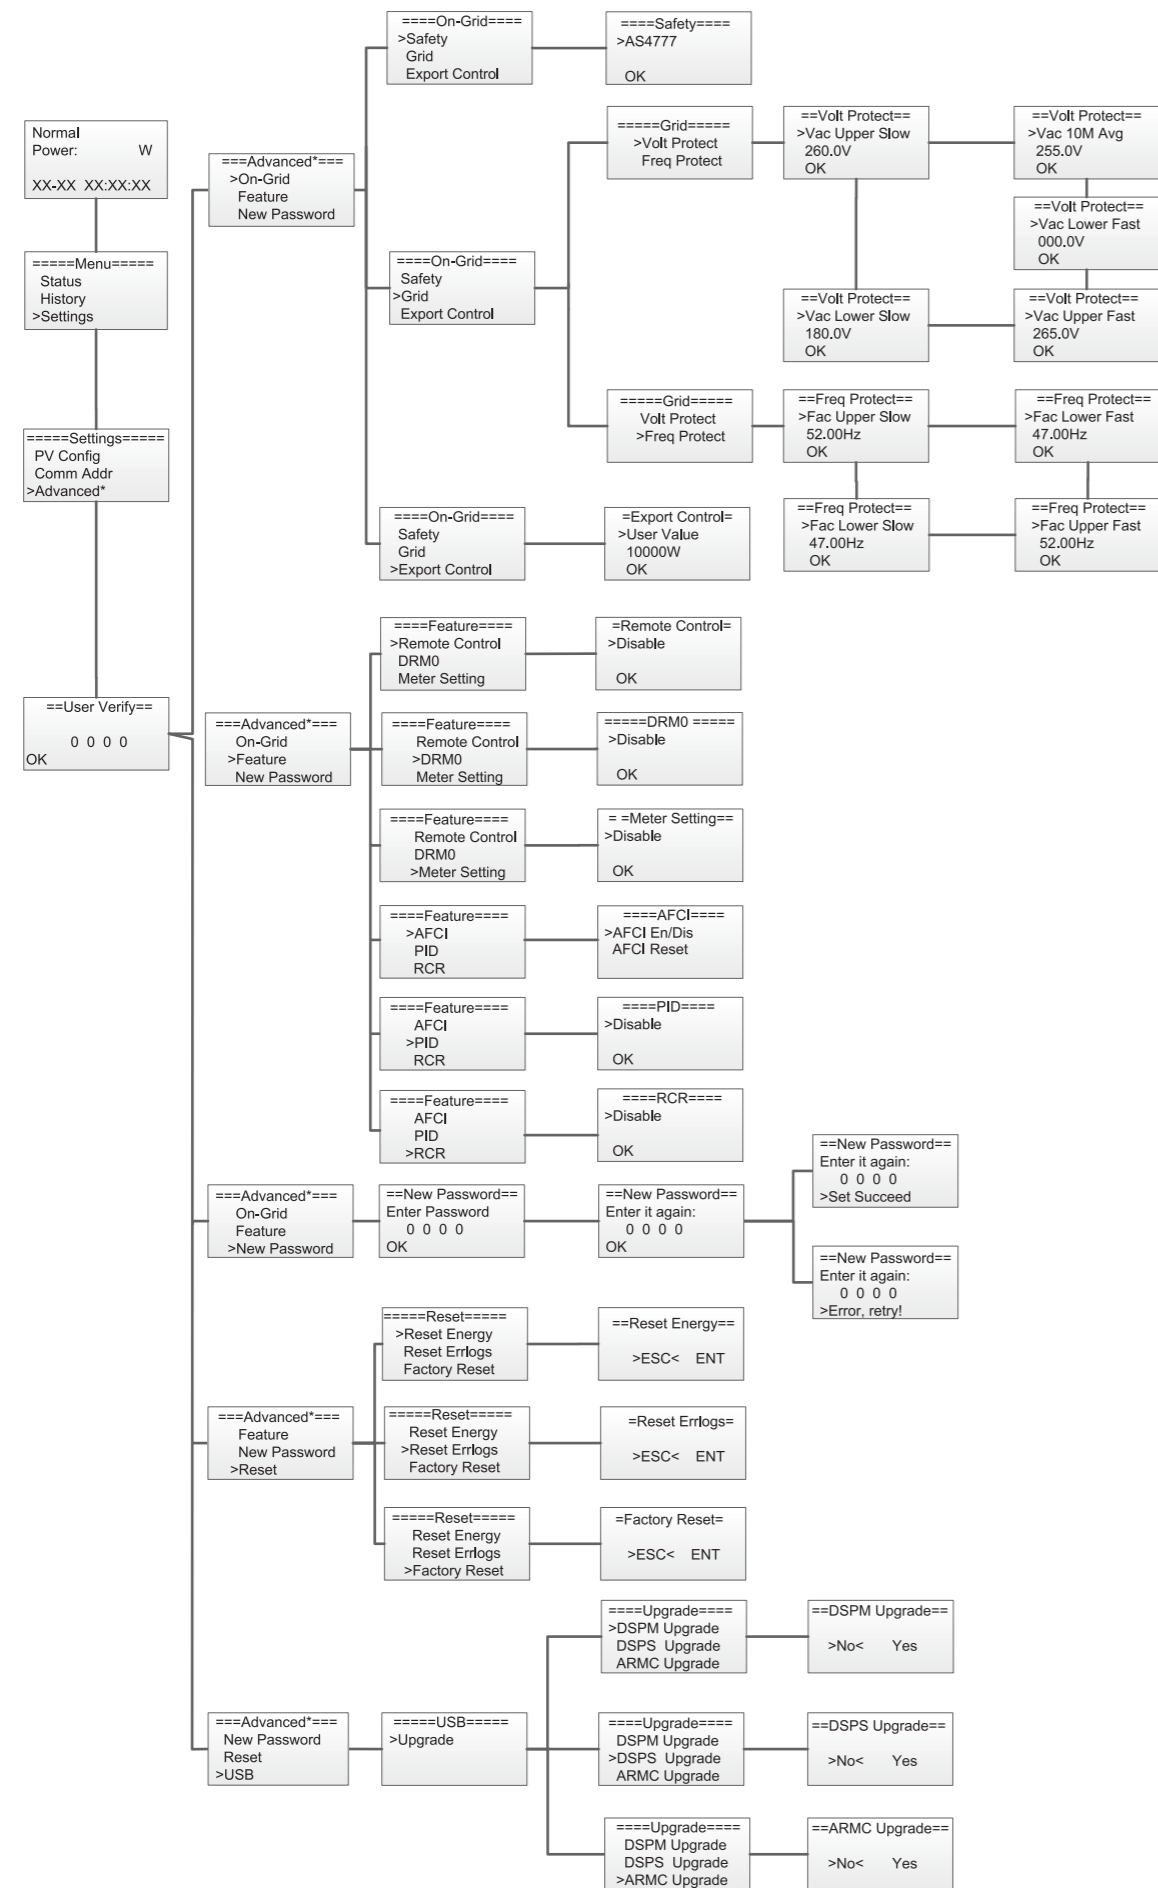 Normal
Power: W
XX-XX XX:XX:XX
=====Menu=====
Status
History
>Settings
=====Settings=====
PV Config
Comm Addr
>Advanced*
==User Verify==
0 0 0 0
OK
===Advanced*===
>On-Grid
Feature
New Password
====On-Grid====
>Safety
Grid
Export Control
====Safety====
>AS4777
OK
====On-Grid====
Safety
>Grid
Export Control
=====Grid=====
>Volt Protect
Freq Protect
==Volt Protect==
>Vac Upper Slow
260.0V
OK
==Volt Protect==
>Vac 10M Avg
255.0V
OK
==Volt Protect==
>Vac Lower Fast
000.0V
OK
==Volt Protect==
>Vac Lower Slow
180.0V
OK
==Volt Protect==
>Vac Upper Fast
265.0V
OK
=====Grid=====
Volt Protect
>Freq Protect
==Freq Protect==
>Fac Upper Slow
52.00Hz
OK
==Freq Protect==
>Fac Lower Fast
47.00Hz
OK
==Freq Protect==
>Fac Lower Slow
47.00Hz
OK
==Freq Protect==
>Fac Upper Fast
52.00Hz
OK
====On-Grid====
Safety
Grid
>Export Control
=Export Control=
>User Value
10000W
OK
===Advanced*===
On-Grid
>Feature
New Password
====Feature====
>Remote Control
DRM0
Meter Setting
=Remote Control=
>Disable
OK
====Feature====
Remote Control
>DRM0
Meter Setting
=====DRM0 =====
>Disable
OK
====Feature====
Remote Control
DRM0
>Meter Setting
= =Meter Setting==
>Disable
OK
====Feature====
>AFCI
PID
RCR
====AFCI====
>AFCI En/Dis
AFCI Reset
====Feature====
AFCI
>PID
RCR
====PID====
>Disable
OK
====Feature====
AFCI
PID
>RCR
====RCR====
>Disable
OK
===Advanced*===
On-Grid
Feature
>New Password
==New Password==
Enter Password
0 0 0 0
OK
==New Password==
Enter it again:
0 0 0 0
OK
==New Password==
Enter it again:
0 0 0 0
>Set Succeed
==New Password==
Enter it again:
0 0 0 0
>Error, retry!
===Advanced*===
Feature
New Password
>Reset
=====Reset=====
>Reset Energy
Reset Errlogs
Factory Reset
==Reset Energy==
>ESC< ENT
=====Reset=====
Reset Energy
>Reset Errlogs
Factory Reset
=Reset Errlogs=
>ESC< ENT
=====Reset=====
Reset Energy
Reset Errlogs
>Factory Reset
=Factory Reset=
>ESC< ENT
===Advanced*===
New Password
Reset
>USB
=====USB=====
>Upgrade
====Upgrade====
>DSPM Upgrade
DSPS Upgrade
ARMC Upgrade
==DSPM Upgrade==
>No< Yes
====Upgrade====
DSPM Upgrade
>DSPS Upgrade
ARMC Upgrade
==DSPS Upgrade==
>No< Yes
====Upgrade====
DSPM Upgrade
DSPS Upgrade
>ARMC Upgrade
==ARMC Upgrade==
>No< Yes